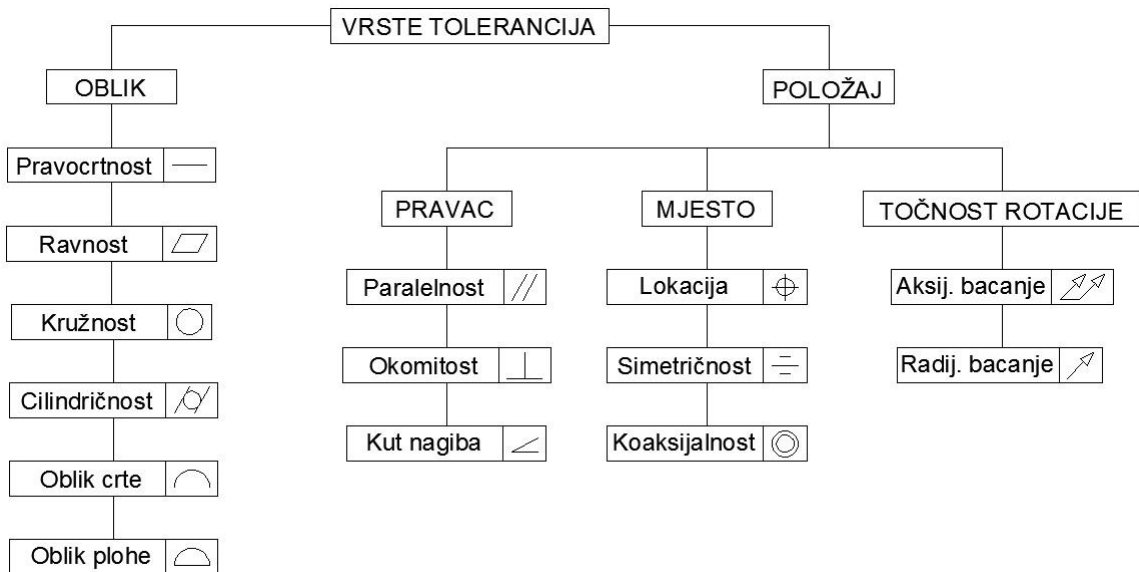 VRSTE TOLERANCIJA
OBLIK
Pravocrtnost
Ravnost
Kružnost
Cilindričnost
Oblik crte
Oblik plohe
POLOŽAJ
PRAVAC
Paralelnost
Okomitost
Kut nagiba
MJESTO
Lokacija
Simetričnost
Koaksijalnost
TOČNOST ROTACIJE
Aksij. bacanje
Radij. bacanje